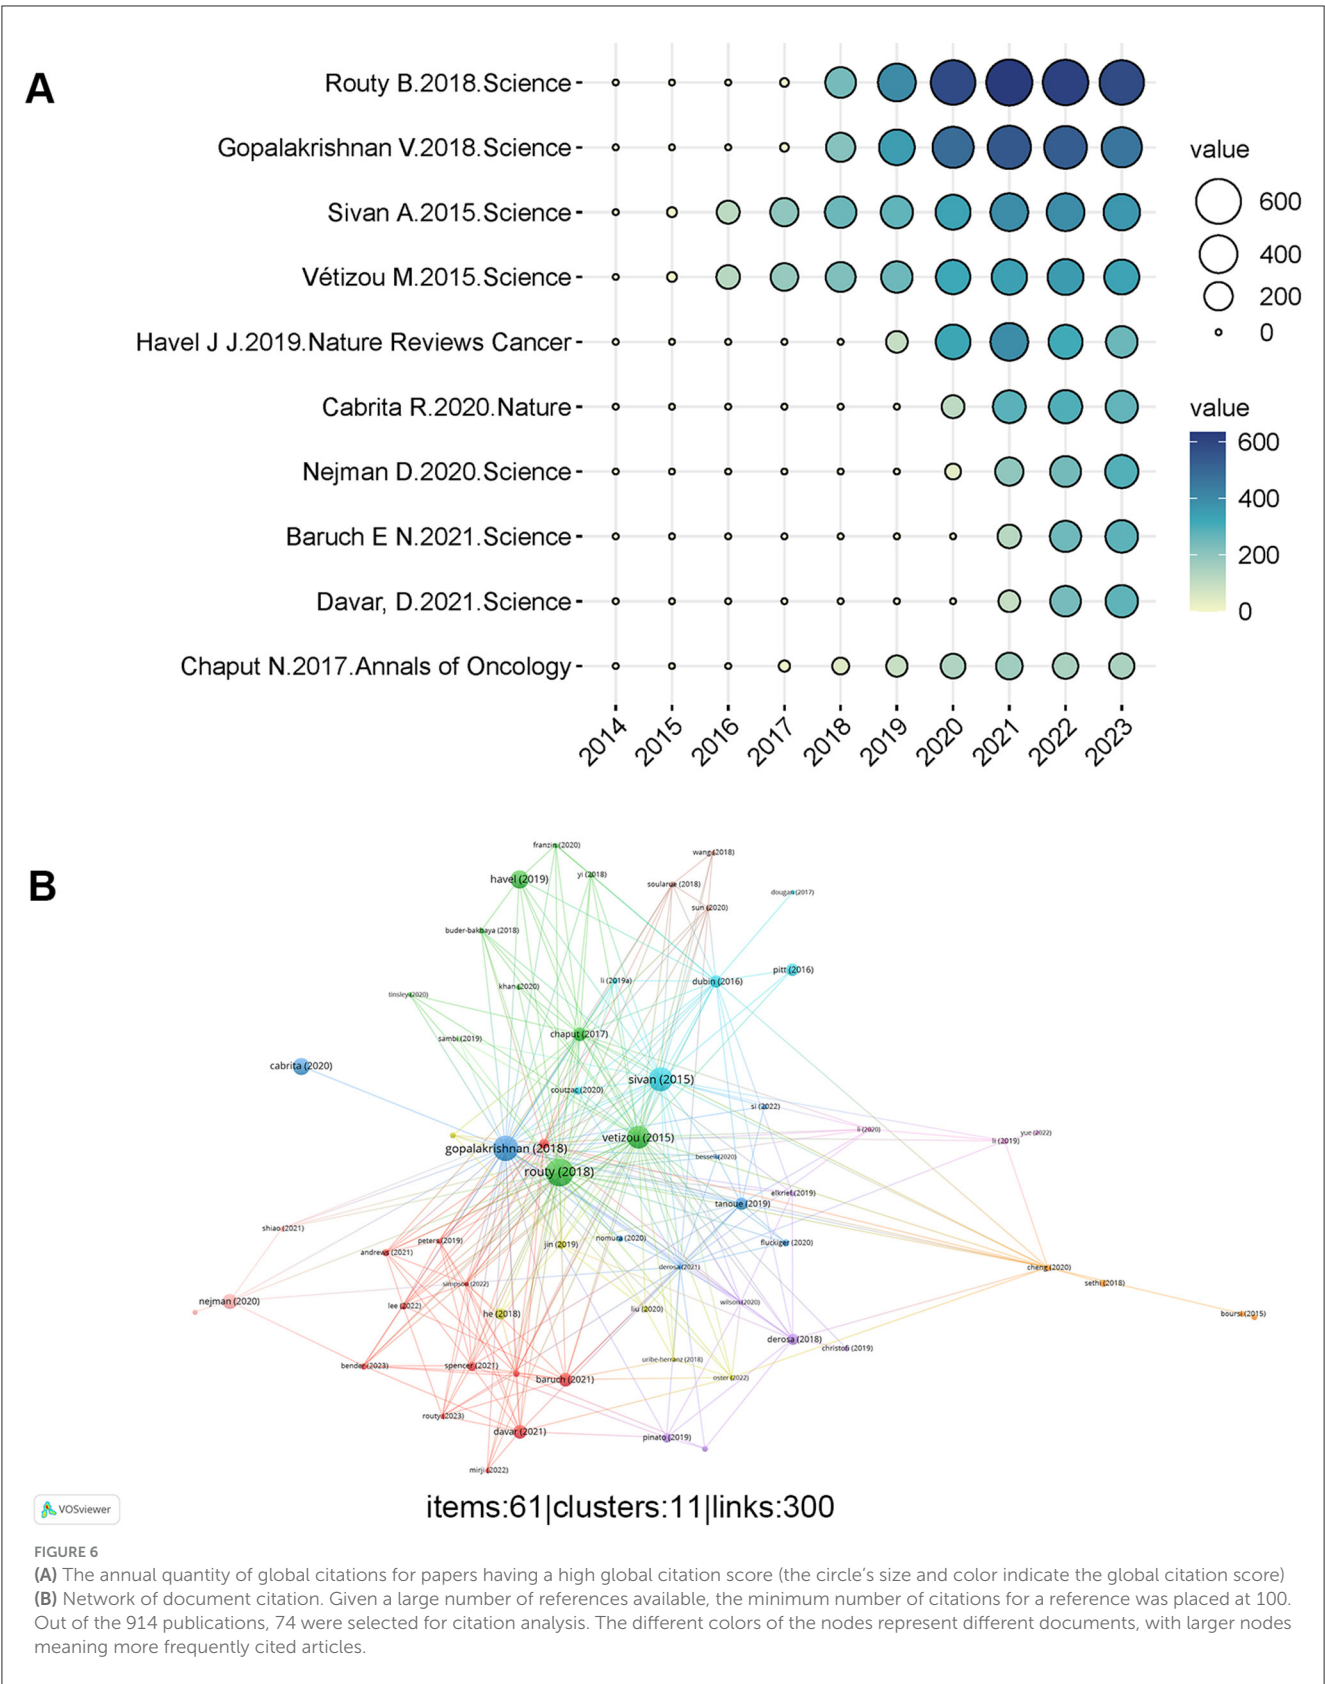 A
Routy B.2018.Science
Gopalakrishnan V.2018.Science
Sivan A.2015.Science
Vétizou M.2015.Science
Havel J J.2019.Nature Reviews Cancer
Cabrita R.2020.Nature
Nejman D.2020.Science
Baruch E N.2021.Science
Davar, D.2021.Science
Chaput N.2017.Annals of Oncology
2014 2015 2016 2017 2018 2019 2020 2021 2022 2023
value
600
400
200
0
value
600
400
200
0
B
franzin (2020)
wang (2018)
havel (2019)
yi (2018)
soularue (2018)
dougan (2017)
sun (2020)
buder-bakhaya (2018)
pitt (2016)
li (2019a)
dubin (2016)
khan (2020)
tinsley (2020)
chaput (2017)
sambi (2019)
cabrita (2020)
sivan (2015)
coutzac (2020)
si (2022)
li (2020)
yue (2022)
vetizou (2015)
li (2019)
gopalakrishnan (2018)
bessell (2020)
routy (2018)
elkrief (2019)
tanoue (2019)
shiao (2021)
peters (2019)
nomura (2020)
fluckiger (2020)
jin (2019)
andrews (2021)
derosa (2021)
cheng (2020)
simpson (2022)
sethi (2018)
nejman (2020)
lee (2022)
wilson (2020)
liu (2020)
he (2018)
boursi (2015)
derosa (2018)
christofi (2019)
uribe-herranz (2018)
bender (2023)
spencer (2021)
oster (2022)
baruch (2021)
routy (2023)
davar (2021)
pinato (2019)
mirji (2022)
VOSviewer
items:61|clusters:11|links:300
FIGURE 6
(A) The annual quantity of global citations for papers having a high global citation score (the circle's size and color indicate the global citation score)
(B) Network of document citation. Given a large number of references available, the minimum number of citations for a reference was placed at 100.
Out of the 914 publications, 74 were selected for citation analysis. The different colors of the nodes represent different documents, with larger nodes
meaning more frequently cited articles.